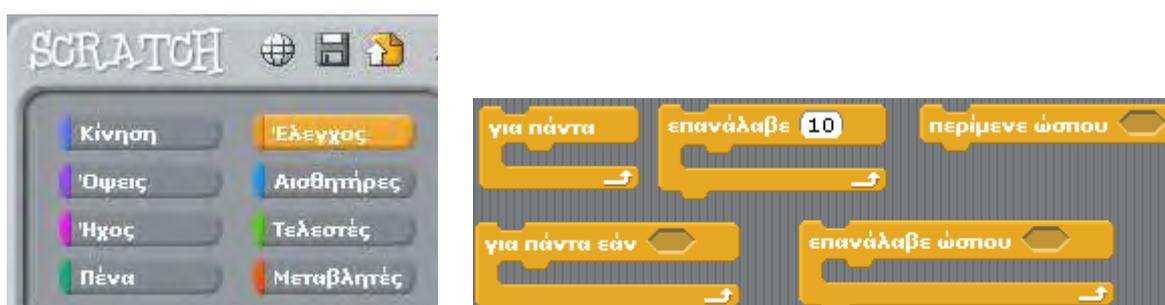 SCRATCH
Κίνηση Έλεγχος
Όψεις Αισθητήρες
Ήχος Τελεστές
Πένα Μεταβλητές
για πάντα επανάλαβε 10 περίμενε ώσπου
για πάντα εάν επανάλαβε ώσπου